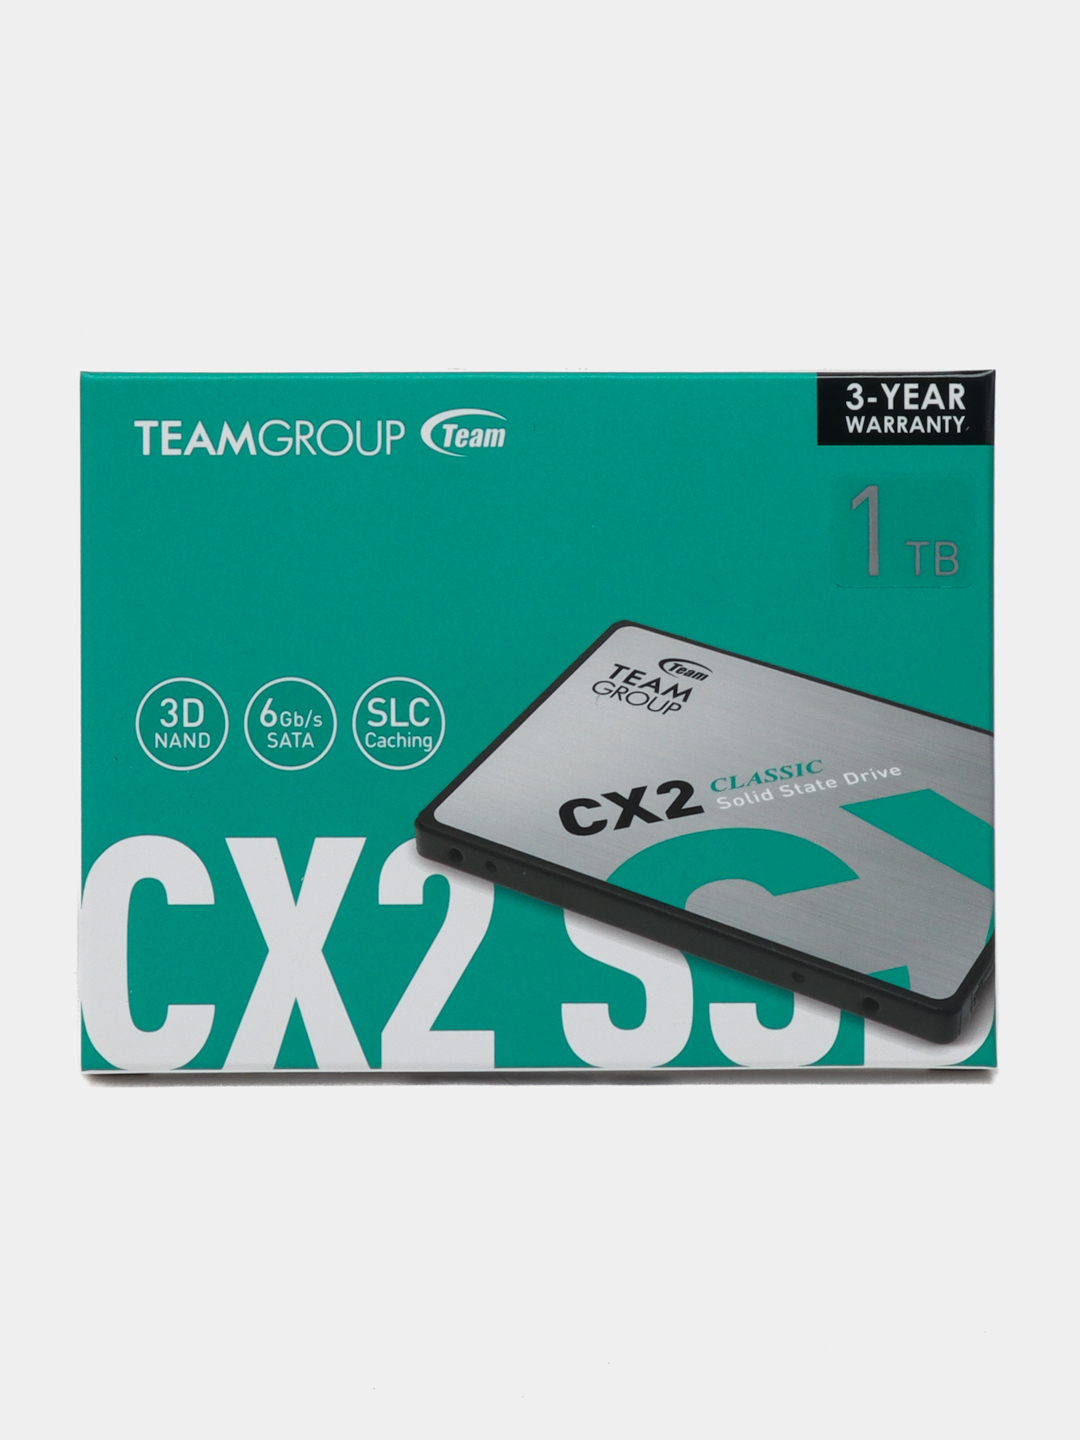 TEAMGROUP Team
3-YEAR
WARRANTY
1 TB
3D
NAND
6Gb/s
SATA
SLC
Caching
Team
TEAM
GROUP
CX2 CLASSIC
Solid State Drive
CX2 SSD